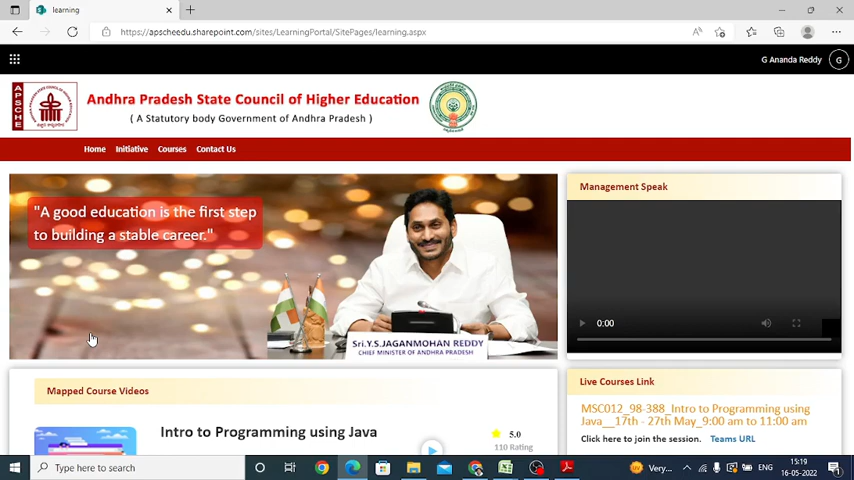 learning
https://apscheedu.sharepoint.com/sites/LearningPortal/SitePages/learning.aspx
G Ananda Reddy G
APSCHE
Andhra Pradesh State Council of Higher Education
( A Statutory body Government of Andhra Pradesh )
Home Initiative Courses Contact Us
"A good education is the first step
to building a stable career."
Sri.Y.S.JAGANMOHAN REDDY
CHIEF MINISTER OF ANDHRA PRADESH
Management Speak
0:00
Mapped Course Videos
Intro to Programming using Java
5.0
110 Rating
Live Courses Link
MSC012_98-388_Intro to Programming using
Java__17th - 27th May_9:00 am to 11:00 am
Click here to join the session. Teams URL
Type here to search
Very... ENG
15:19
16-05-2022